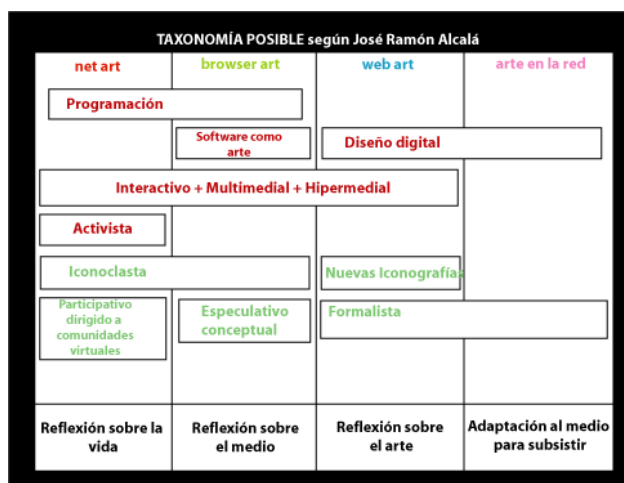 TAXONOMÍA POSIBLE según José Ramón Alcalá
net art
browser art
web art
arte en la red
Programación
Software como
arte
Diseño digital
Interactivo + Multimedial + Hipermedial
Activista
Iconoclasta
Nuevas Iconografías
Participativo
dirigido a
comunidades
virtuales
Especulativo
conceptual
Formalista
Reflexión sobre la
vida
Reflexión sobre
el medio
Reflexión sobre
el arte
Adaptación al medio
para subsistir